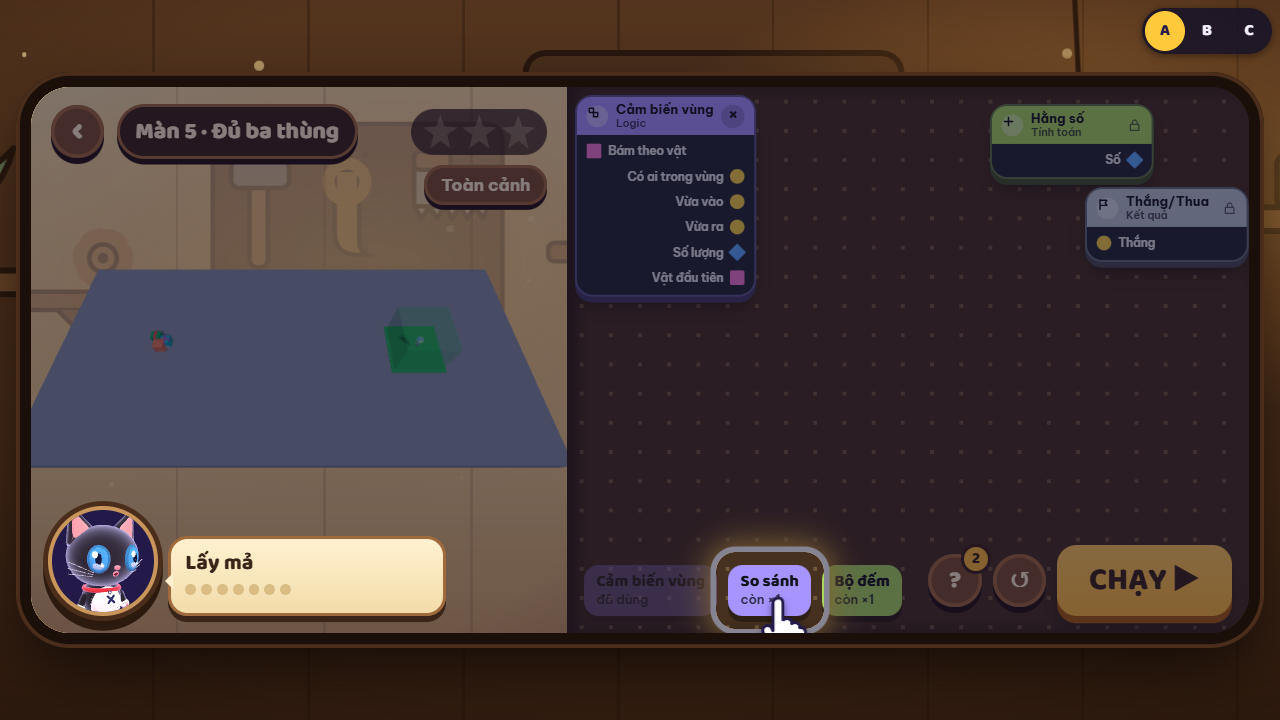 A B C
Màn 5 • Đủ ba thùng
Toàn cảnh
Cảm biến vùng
Logic
Bám theo vật
Có ai trong vùng
Vừa vào
Vừa ra
Số lượng
Vật đầu tiên
Hằng số
Tính toán
Số
Thắng/Thua
Kết quả
Thắng
Lấy mả
Cảm biến vùng
đã dùng
So sánh
còn
Bộ đếm
còn ×1
?
2
CHẠY